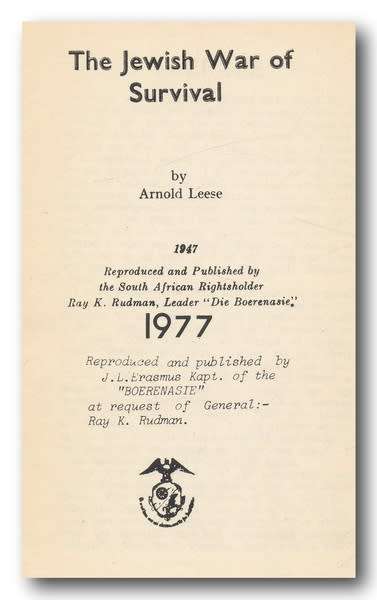 The Jewish War of
Survival
by
Arnold Leese
1947
Reproduced and Published by
the South African Rightsholder
Ray K. Rudman, Leader "Die Boerenasie".
1977
Reproduced and published by
J.L.Erasmus Kapt. of the
"BOERENASIE"
at request of General:-
Ray K. Rudman.